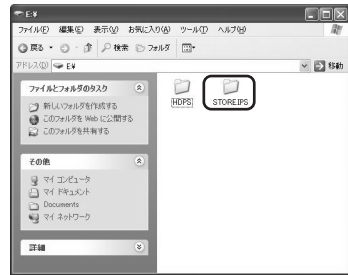 E:¥
ファイル(F) 編集(E) 表示(V) お気に入り(A) ツール(T) ヘルプ(H)
戻る 検索 フォルダ
アドレス(D) E:¥ 移動
ファイルとフォルダのタスク
新しいフォルダを作成する
このフォルダを Web に公開する
このフォルダを共有する
その他
マイ コンピュータ
マイ ドキュメント
Documents
マイ ネットワーク
詳細
HDPS
STOREIPS